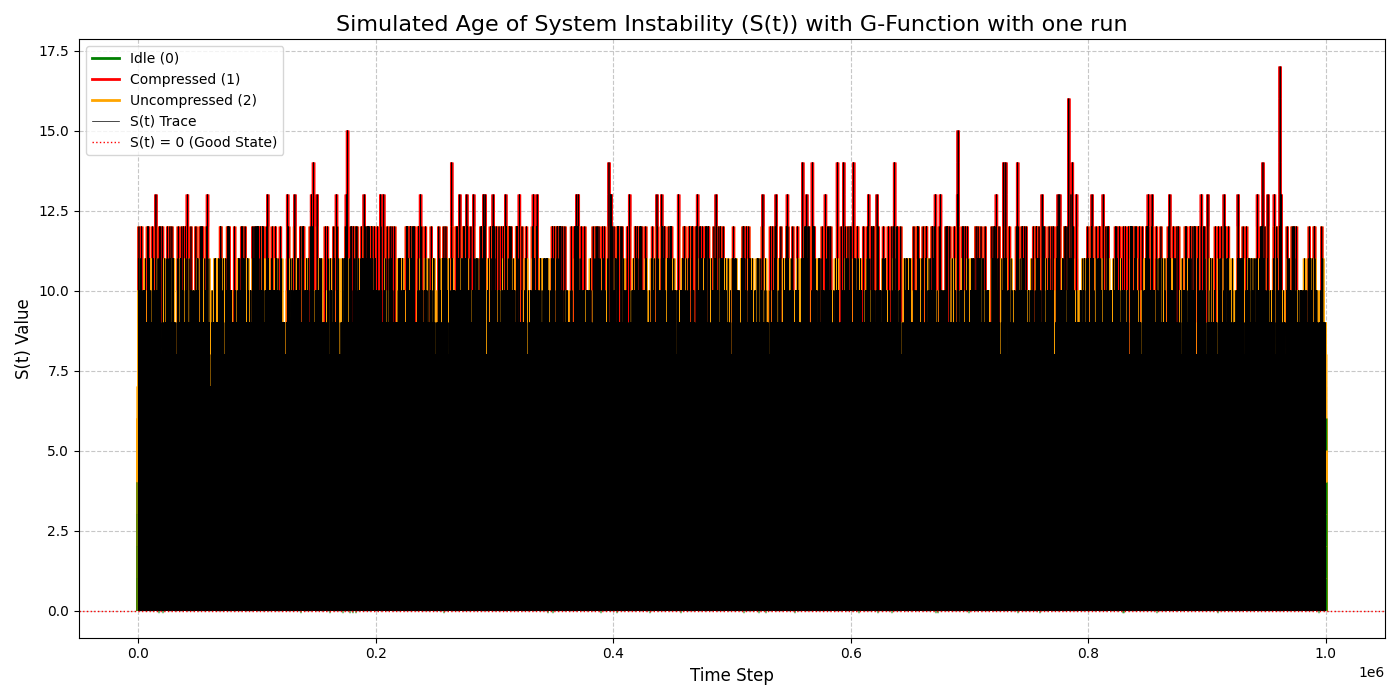 Simulated Age of System Instability (S(t)) with G-Function with one run
17.5
15.0
12.5
10.0
7.5
5.0
2.5
0.0
S(t) Value
Idle (0)
Compressed (1)
Uncompressed (2)
S(t) Trace
S(t) = 0 (Good State)
0.0 0.2 0.4 0.6 0.8 1.0
1e6
Time Step